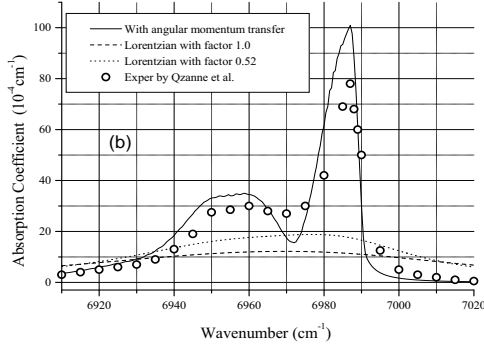 With angular momentum transfer
Lorentzian with factor 1.0
Lorentzian with factor 0.52
Exper by Qzanne et al.
(b)
Absorption Coefficient (10⁻⁴ cm⁻¹)
100
80
60
40
20
0
6920 6940 6960 6980 7000 7020
Wavenumber (cm⁻¹)